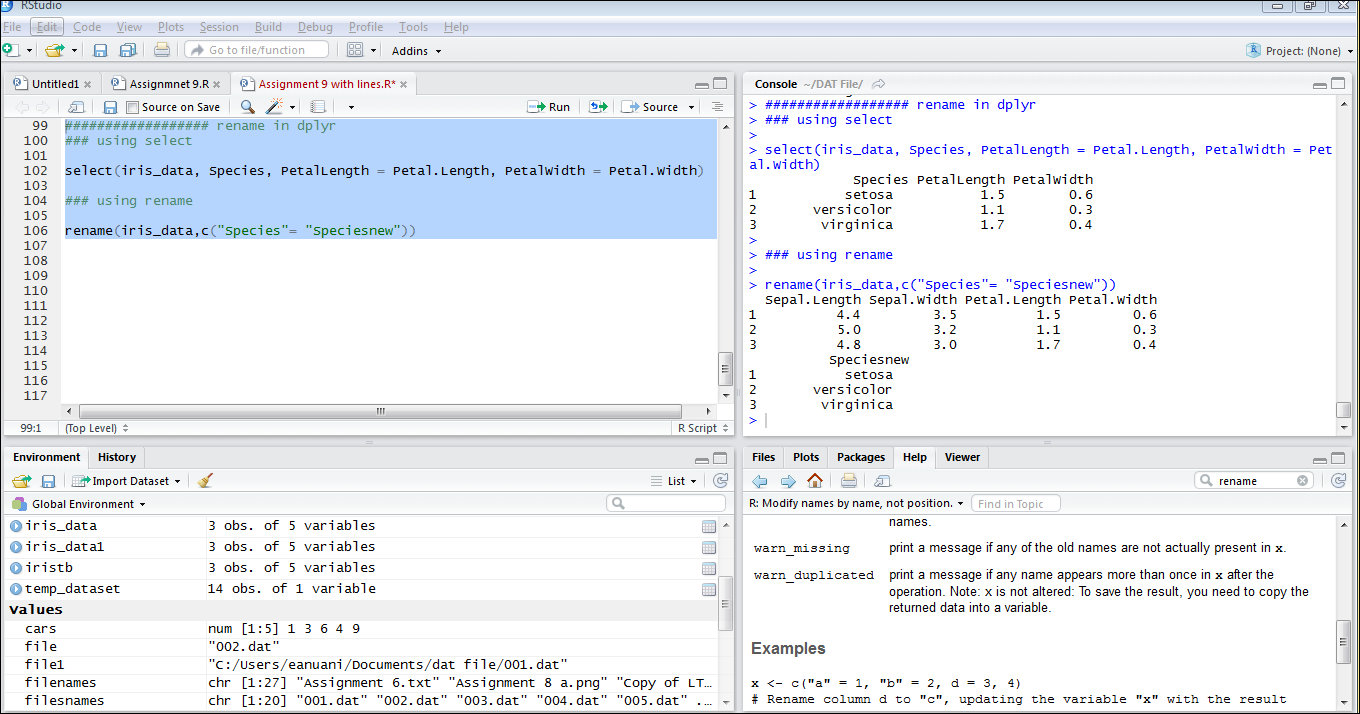 RStudio
File Edit Code View Plots Session Build Debug Profile Tools Help
Go to file/function Addins Project: (None)
Untitled1 Assignmnet 9.R Assignment 9 with lines.R*
Source on Save Run Source
99 ################## rename in dplyr
100 ### using select
101
102 select(iris_data, Species, PetalLength = Petal.Length, PetalWidth = Petal.Width)
103
104 ### using rename
105
106 rename(iris_data,c("Species"= "Speciesnew"))
107
108
109
110
111
112
113
114
115
116
117
99:1 (Top Level) R Script
Console ~/DAT File/
> ################## rename in dplyr
> ### using select
>
> select(iris_data, Species, PetalLength = Petal.Length, PetalWidth = Pet
al.Width)
Species PetalLength PetalWidth
1 setosa 1.5 0.6
2 versicolor 1.1 0.3
3 virginica 1.7 0.4
>
> ### using rename
>
> rename(iris_data,c("Species"= "Speciesnew"))
Sepal.Length Sepal.Width Petal.Length Petal.Width
1 4.4 3.5 1.5 0.6
2 5.0 3.2 1.1 0.3
3 4.8 3.0 1.7 0.4
Speciesnew
1 setosa
2 versicolor
3 virginica
>
Environment History
Import Dataset List
Global Environment
iris_data 3 obs. of 5 variables
iris_data1 3 obs. of 5 variables
iristb 3 obs. of 5 variables
temp_dataset 14 obs. of 1 variable
values
cars num [1:5] 1 3 6 4 9
file "002.dat"
file1 "C:/Users/eanuani/Documents/dat file/001.dat"
filenames chr [1:27] "Assignment 6.txt" "Assignment 8 a.png" "Copy of LT…
filesnames chr [1:20] "001.dat" "002.dat" "003.dat" "004.dat" "005.dat" ...
Files Plots Packages Help Viewer
rename
R: Modify names by name, not position. Find in Topic
names.
warn_missing print a message if any of the old names are not actually present in x.
warn_duplicated print a message if any name appears more than once in x after the
operation. Note: x is not altered: To save the result, you need to copy the
returned data into a variable.
Examples
x <- c("a" = 1, "b" = 2, d = 3, 4)
# Rename column d to "c", updating the variable "x" with the result